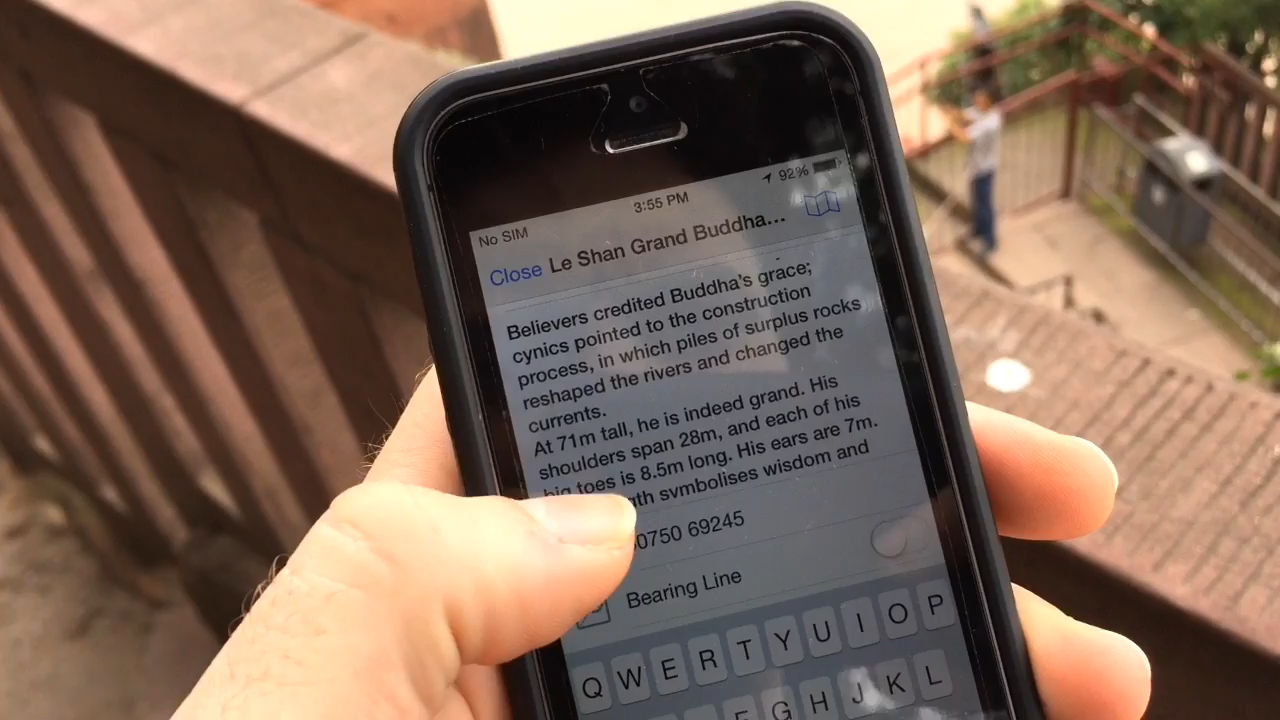 No SIM 3:55 PM 92%
Close Le Shan Grand Buddha...
Believers credited Buddha's grace;
cynics pointed to the construction
process, in which piles of surplus rocks
reshaped the rivers and changed the
currents.
At 71m tall, he is indeed grand. His
shoulders span 28m, and each of his
big toes is 8.5m long. His ears are 7m.
symbolises wisdom and
0750 69245
Bearing Line
Q W E R T Y U I O P
G H J K L